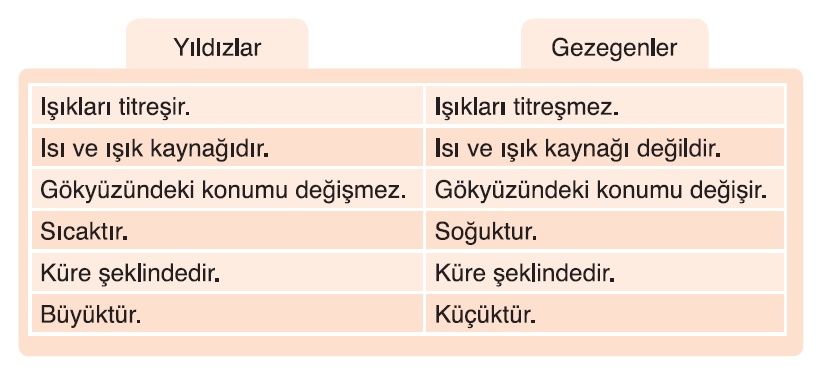 Yıldızlar Gezegenler
Işıkları titreşir. Işıkları titreşmez.
Isı ve ışık kaynağıdır. Isı ve ışık kaynağı değildir.
Gökyüzündeki konumu değişmez. Gökyüzündeki konumu değişir.
Sıcaktır. Soğuktur.
Küre şeklindedir. Küre şeklindedir.
Büyüktür. Küçüktür.